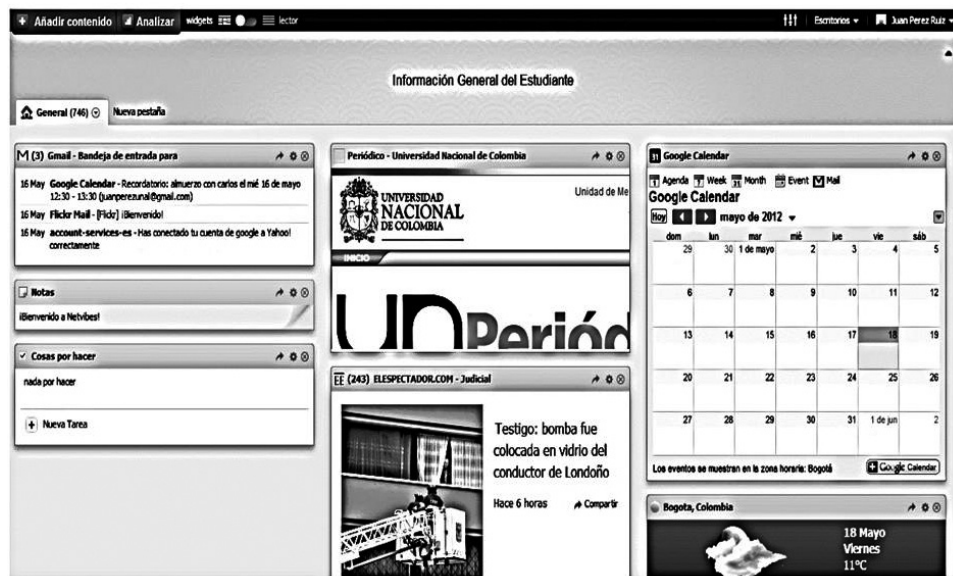 Añadir contenido Analizar widgets lector Escritorios Juan Perez Ruiz
Información General del Estudiante
General (746) Nueva pestaña
M (3) Gmail - Bandeja de entrada para
16 May Google Calendar - Recordatorio: almuerzo con carlos el mié 16 de mayo
12:30 - 13:30 (juanperezunal@gmail.com)
16 May Flickr Mail - [Flickr] ¡Bienvenido!
16 May account-services-es - Has conectado tu cuenta de google a Yahoo!
correctamente
Notas
¡Bienvenido a Netvibes!
Cosas por hacer
nada por hacer
Nueva Tarea
Periódico - Universidad Nacional de Colombia
UNIVERSIDAD
NACIONAL
DE COLOMBIA
Unidad de Me
INICIO
un Periód
EE (243) ELESPECTADOR.COM - Judicial
Testigo: bomba fue
colocada en vidrio del
conductor de Londoño
Hace 6 horas Compartir
31 Google Calendar
Agenda Week Month Event Mail
Google Calendar
Hoy mayo de 2012
dom lun mar mié jue vie sáb
29 30 1 de mayo 2 3 4 5
6 7 8 9 10 11 12
13 14 15 16 17 18 19
20 21 22 23 24 25 26
27 28 29 30 31 1 de jun 2
Los eventos se muestran en la zona horaria: Bogotá Google Calendar
Bogota, Colombia
18 Mayo
Viernes
11°C